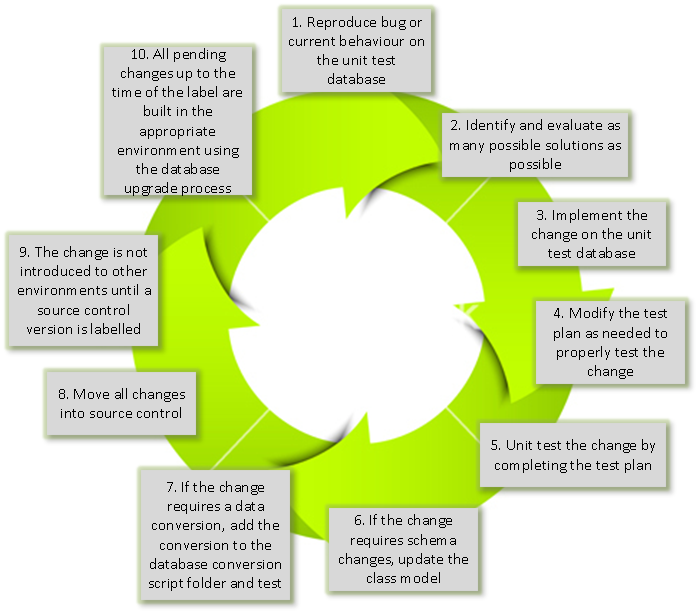 1. Reproduce bug or
current behaviour on
the unit test
database
2. Identify and evaluate as
many possible solutions as
possible
3. Implement the
change on the unit
test database
4. Modify the test
plan as needed to
properly test the
change
5. Unit test the change by
completing the test plan
6. If the change
requires schema
changes, update the
class model
7. If the change
requires a data
conversion, add the
conversion to the
database conversion
script folder and test
8. Move all changes
into source control
9. The change is not
introduced to other
environments until a
source control
version is labelled
10. All pending
changes up to the
time of the label are
built in the
appropriate
environment using
the database
upgrade process